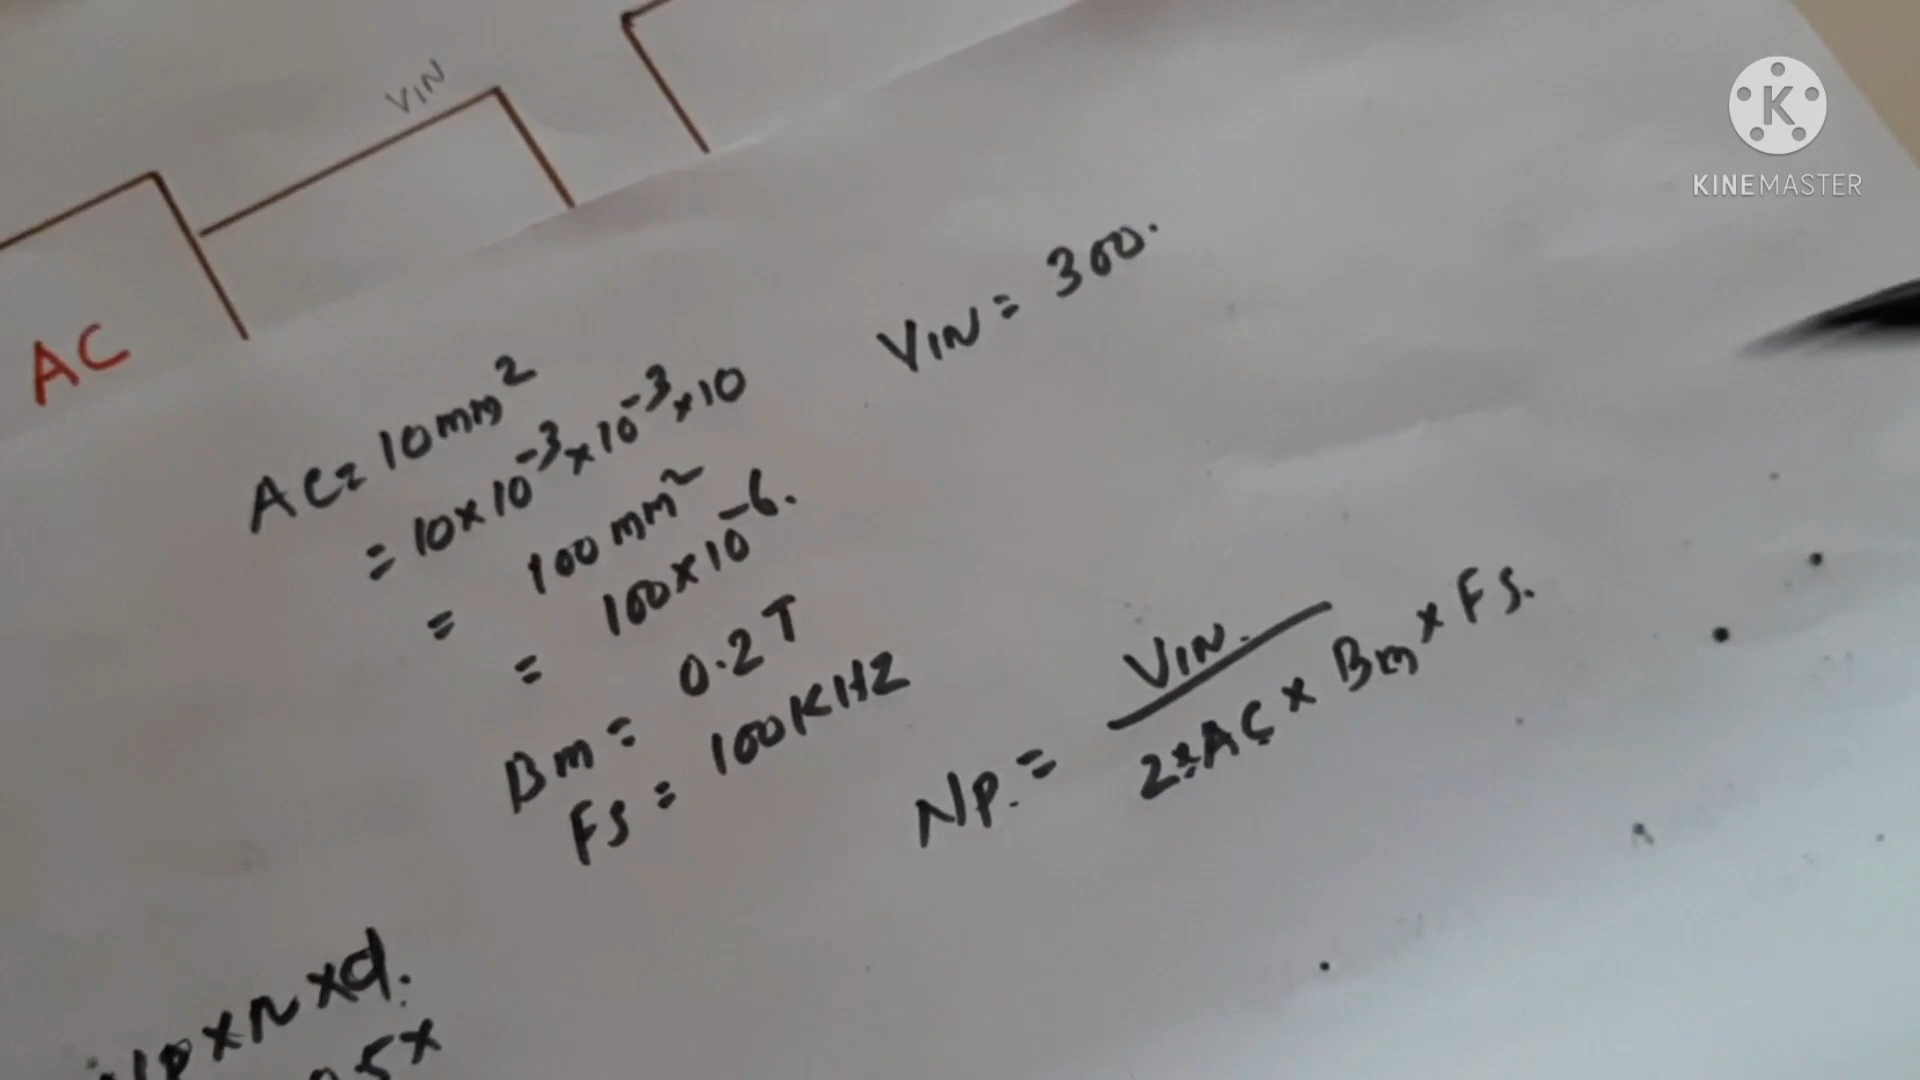 VIN
KINEMASTER
AC
VIN = 300.
AC = 10mm²
= 10×10⁻³×10⁻³×10
= 100 mm²
= 100×10⁻⁶.
Bm = 0.2T
FS = 100KHZ
NP. = VIN.
2×AC × Bm × FS.
×N×d.
5×